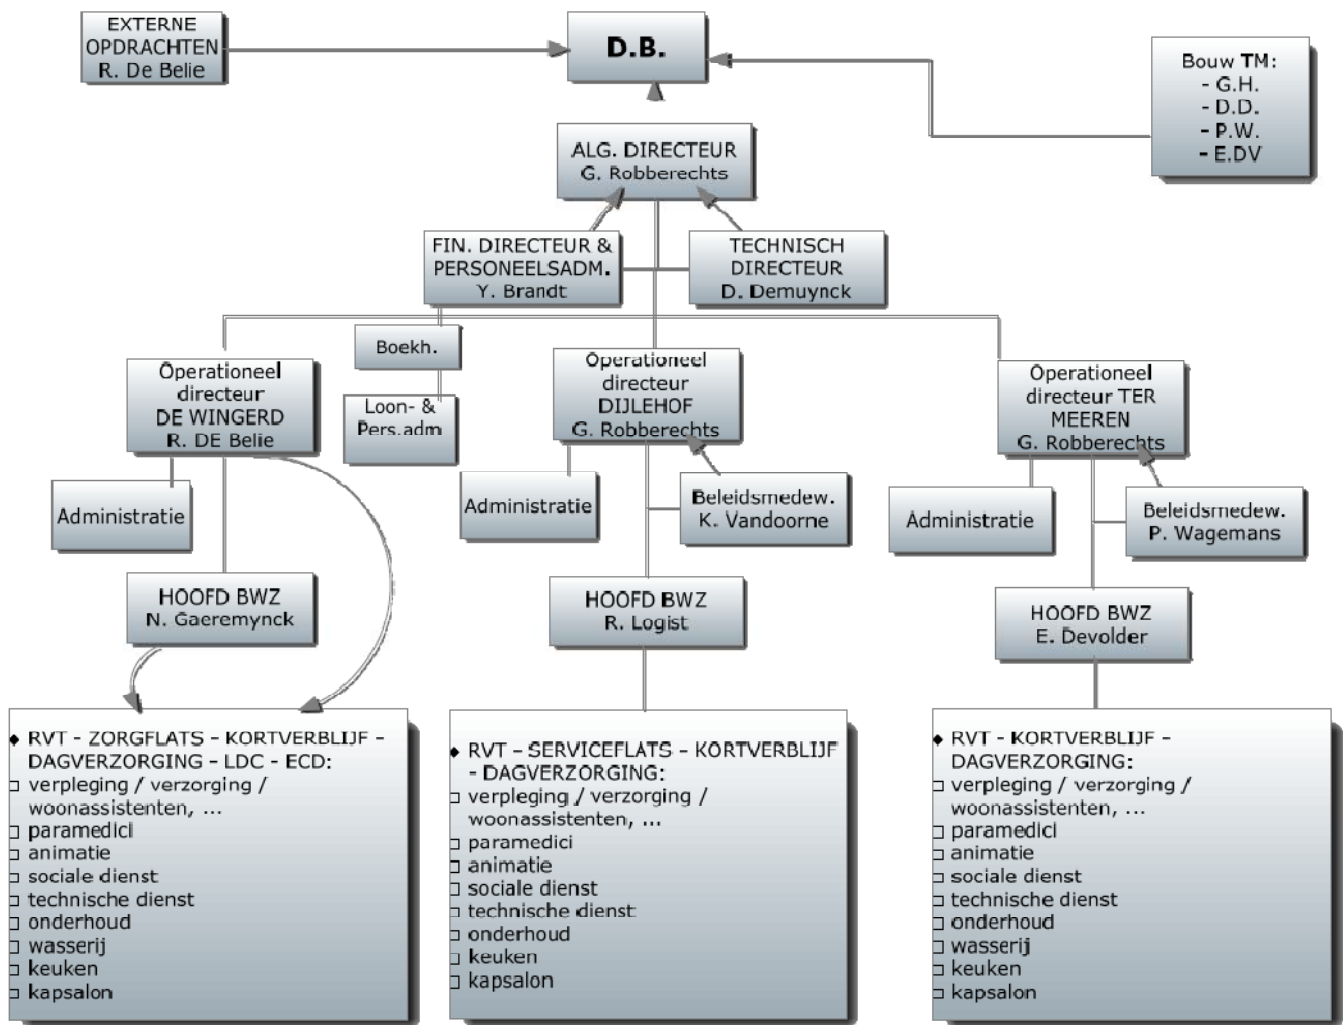 EXTERNE
OPDRACHTEN
R. De Belie
D.B.
Bouw TM:
- G.H.
- D.D.
- P.W.
- E.DV
ALG. DIRECTEUR
G. Robberechts
FIN. DIRECTEUR &
PERSONEELSADM.
Y. Brandt
TECHNISCH
DIRECTEUR
D. Demuynck
Boekh.
Loon- &
Pers.adm
Operationeel
directeur
DE WINGERD
R. DE Belie
Operationeel
directeur
DIJLEHOF
G. Robberechts
Operationeel
directeur TER
MEEREN
G. Robberechts
Administratie
Administratie
Beleidsmedew.
K. Vandoorne
Administratie
Beleidsmedew.
P. Wagemans
HOOFD BWZ
N. Gaeremynck
HOOFD BWZ
R. Logist
HOOFD BWZ
E. Devolder
◆ RVT - ZORGFLATS - KORTVERBLIJF -
DAGVERZORGING - LDC - ECD:
□ verpleging / verzorging /
woonassistenten, ...
□ paramedici
□ animatie
□ sociale dienst
□ technische dienst
□ onderhoud
□ wasserij
□ keuken
□ kapsalon
◆ RVT - SERVICEFLATS - KORTVERBLIJF
- DAGVERZORGING:
□ verpleging / verzorging /
woonassistenten, ...
□ paramedici
□ animatie
□ sociale dienst
□ technische dienst
□ onderhoud
□ keuken
□ kapsalon
◆ RVT - KORTVERBLIJF -
DAGVERZORGING:
□ verpleging / verzorging /
woonassistenten, ...
□ paramedici
□ animatie
□ sociale dienst
□ technische dienst
□ onderhoud
□ wasserij
□ keuken
□ kapsalon